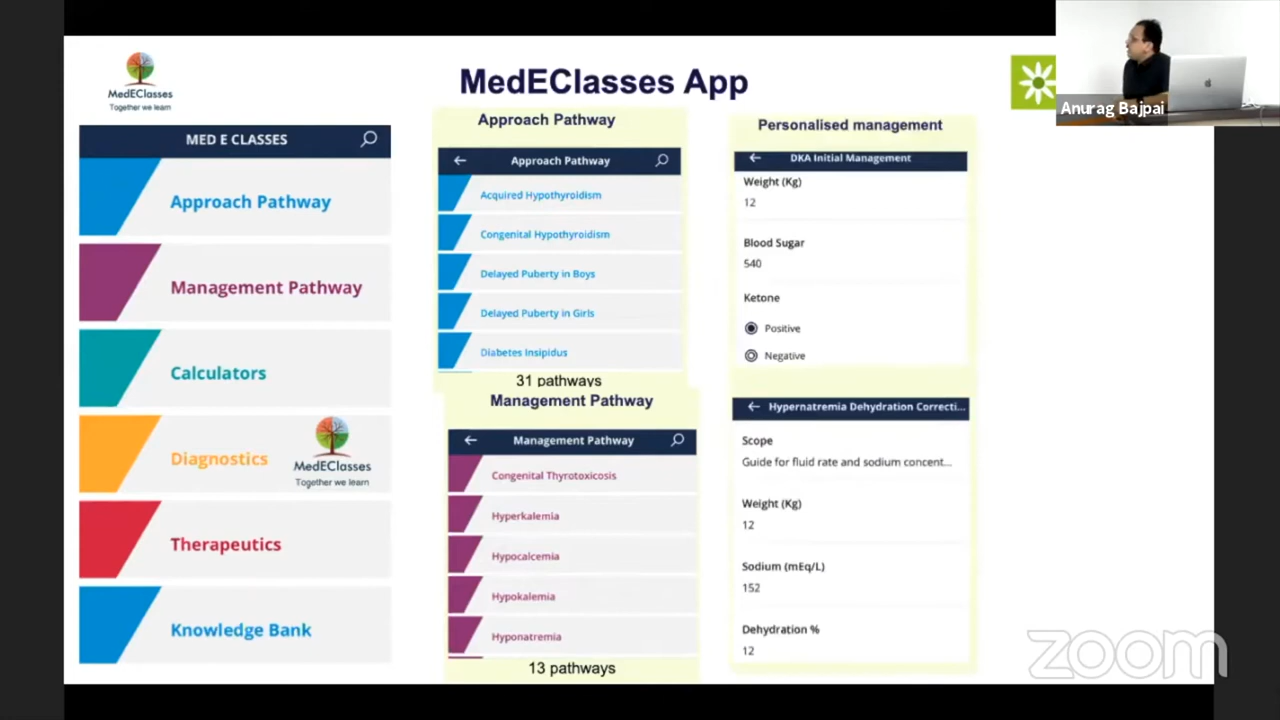 MedEClasses
Together we learn
MedEClasses App
Anurag Bajpai
MED E CLASSES
Approach Pathway
Management Pathway
Calculators
Diagnostics
MedEClasses
Together we learn
Therapeutics
Knowledge Bank
Approach Pathway
Approach Pathway
Acquired Hypothyroidism
Congenital Hypothyroidism
Delayed Puberty in Boys
Delayed Puberty in Girls
Diabetes Insipidus
31 pathways
Management Pathway
Management Pathway
Congenital Thyrotoxicosis
Hyperkalemia
Hypocalcemia
Hypokalemia
Hyponatremia
13 pathways
Personalised management
DKA Initial Management
Weight (Kg)
12
Blood Sugar
540
Ketone
Positive
Negative
Hypernatremia Dehydration Correcti...
Scope
Guide for fluid rate and sodium concent...
Weight (Kg)
12
Sodium (mEq/L)
152
Dehydration %
12
zoom